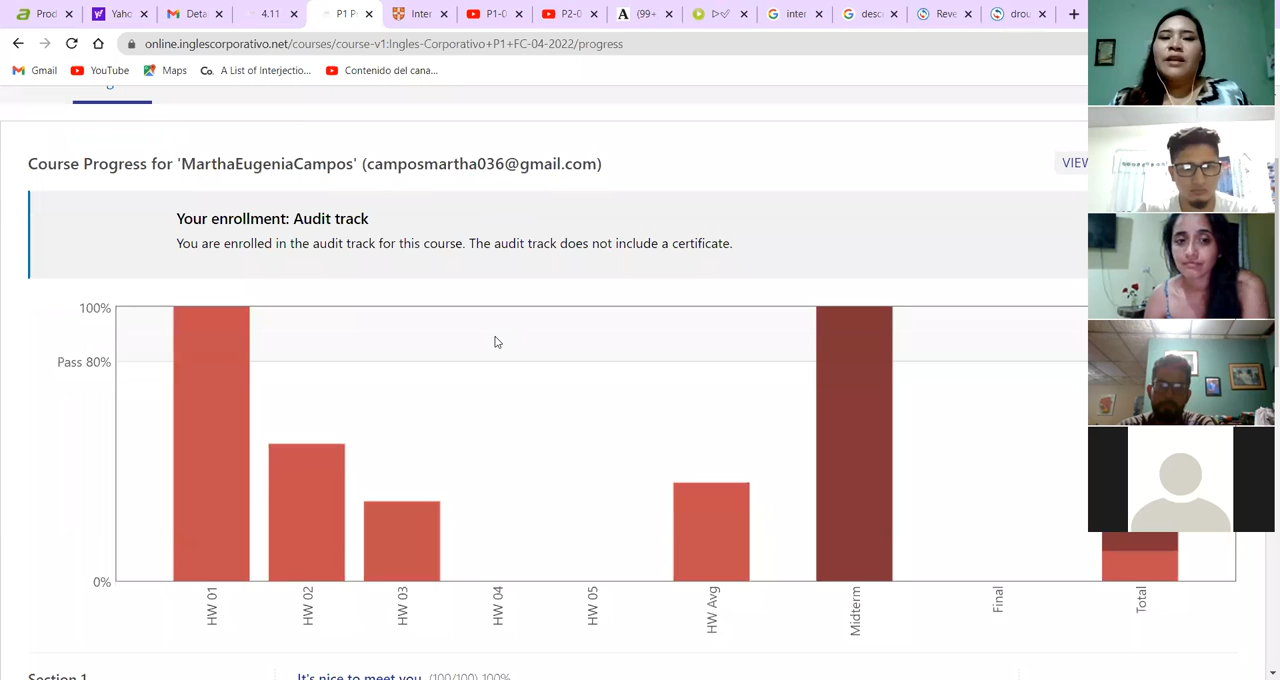 Prod
Yaho
Deta
4.11
P1 P
Inter
P1-0
P2-0
(99+
inter
desc
Reve
drou
online.inglescorporativo.net/courses/course-v1:Ingles-Corporativo+P1+FC-04-2022/progress
Gmail
YouTube
Maps
Co. A List of Interjectio...
Contenido del cana...
Course Progress for 'MarthaEugeniaCampos' (camposmartha036@gmail.com)
VIEW
Your enrollment: Audit track
You are enrolled in the audit track for this course. The audit track does not include a certificate.
100%
Pass 80%
0%
HW 01
HW 02
HW 03
HW 04
HW 05
HW Avg
Midterm
Final
Total
Section 1
It's nice to meet you (100/100) 100%